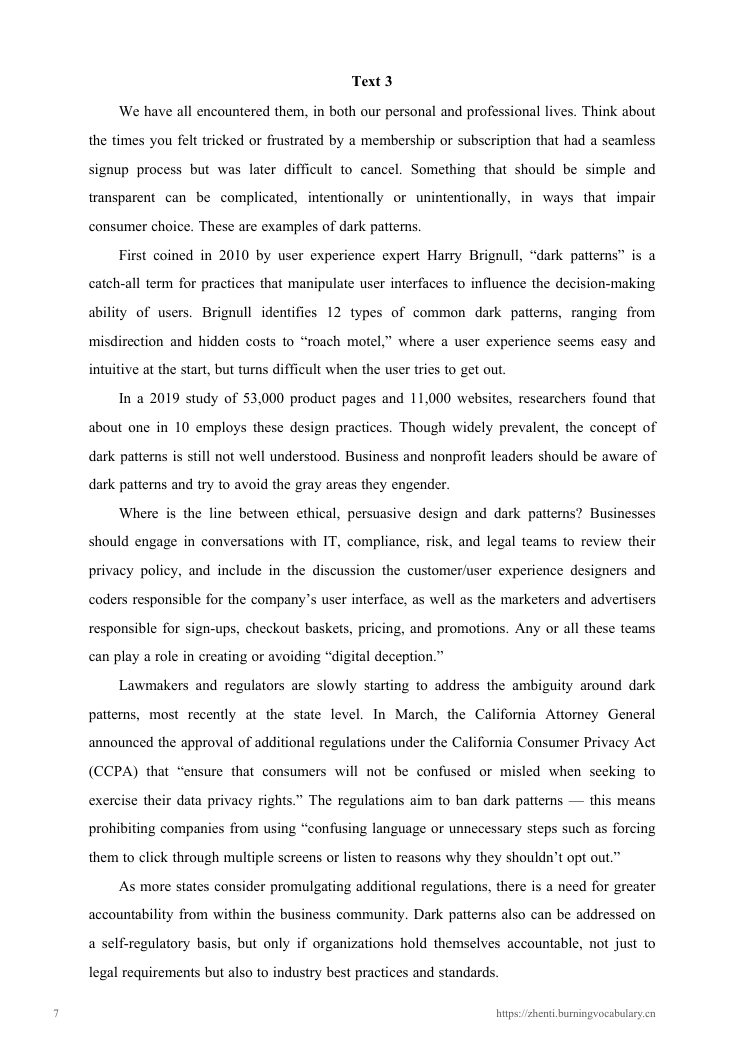 Text 3
We have all encountered them, in both our personal and professional lives. Think about
the times you felt tricked or frustrated by a membership or subscription that had a seamless
signup process but was later difficult to cancel. Something that should be simple and
transparent can be complicated, intentionally or unintentionally, in ways that impair
consumer choice. These are examples of dark patterns.
First coined in 2010 by user experience expert Harry Brignull, “dark patterns” is a
catch-all term for practices that manipulate user interfaces to influence the decision-making
ability of users. Brignull identifies 12 types of common dark patterns, ranging from
misdirection and hidden costs to “roach motel,” where a user experience seems easy and
intuitive at the start, but turns difficult when the user tries to get out.
In a 2019 study of 53,000 product pages and 11,000 websites, researchers found that
about one in 10 employs these design practices. Though widely prevalent, the concept of
dark patterns is still not well understood. Business and nonprofit leaders should be aware of
dark patterns and try to avoid the gray areas they engender.
Where is the line between ethical, persuasive design and dark patterns? Businesses
should engage in conversations with IT, compliance, risk, and legal teams to review their
privacy policy, and include in the discussion the customer/user experience designers and
coders responsible for the company’s user interface, as well as the marketers and advertisers
responsible for sign-ups, checkout baskets, pricing, and promotions. Any or all these teams
can play a role in creating or avoiding “digital deception.”
Lawmakers and regulators are slowly starting to address the ambiguity around dark
patterns, most recently at the state level. In March, the California Attorney General
announced the approval of additional regulations under the California Consumer Privacy Act
(CCPA) that “ensure that consumers will not be confused or misled when seeking to
exercise their data privacy rights.” The regulations aim to ban dark patterns — this means
prohibiting companies from using “confusing language or unnecessary steps such as forcing
them to click through multiple screens or listen to reasons why they shouldn’t opt out.”
As more states consider promulgating additional regulations, there is a need for greater
accountability from within the business community. Dark patterns also can be addressed on
a self-regulatory basis, but only if organizations hold themselves accountable, not just to
legal requirements but also to industry best practices and standards.
7
https://zhenti.burningvocabulary.cn